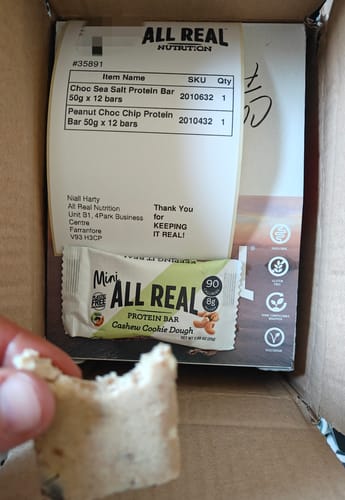 ALL REAL
NUTRITION
#35891
Item Name SKU Qty
Choc Sea Salt Protein Bar
50g x 12 bars 2010632 1
Peanut Choc Chip Protein
Bar 50g x 12 bars 2010432 1
Niall Harty
All Real Nutrition
Unit B1, 4Park Business
Centre
Farranfore
V93 H3CP
Thank You
for
KEEPING
IT REAL!
Mini
ALL REAL
PROTEIN BAR
Cashew Cookie Dough
90
8g
FREE